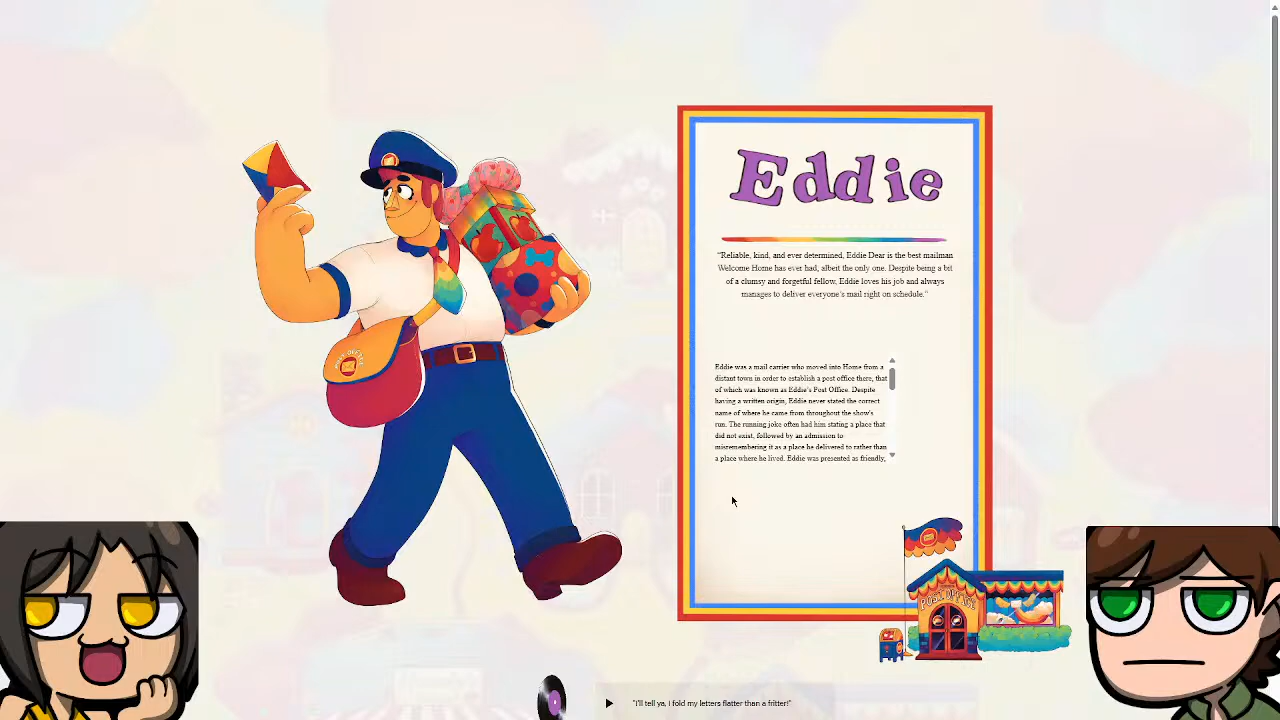 Eddie
"Reliable, kind, and ever determined, Eddie Dear is the best mailman
Welcome Home has ever had, albeit the only one. Despite being a bit
of a clumsy and forgetful fellow, Eddie loves his job and always
manages to deliver everyone's mail right on schedule."
Eddie was a mail carrier who moved into Home from a
distant town in order to establish a post office there, that
of which was known as Eddie's Post Office. Despite
having a written origin, Eddie never stated the correct
name of where he came from throughout the show's
run. The running joke often had him stating a place that
did not exist, followed by an admission to
misremembering it as a place he delivered to rather than
a place where he lived. Eddie was presented as friendly,
POST OFFICE
POST OFFICE
"I'll tell ya, i fold my letters flatter than a fritter!"